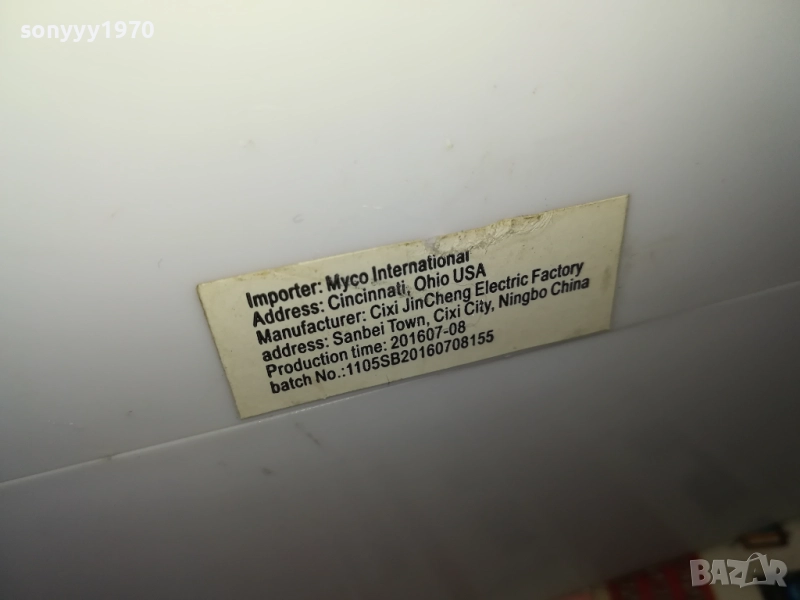 sonyyy1970
Importer: Myco International
Address: Cincinnati, Ohio USA
Manufacturer: Cixi JinCheng Electric Factory
address: Sanbei Town, Cixi City, Ningbo China
Production time: 201607-08
batch No.:1105SB20160708155
BAZAR